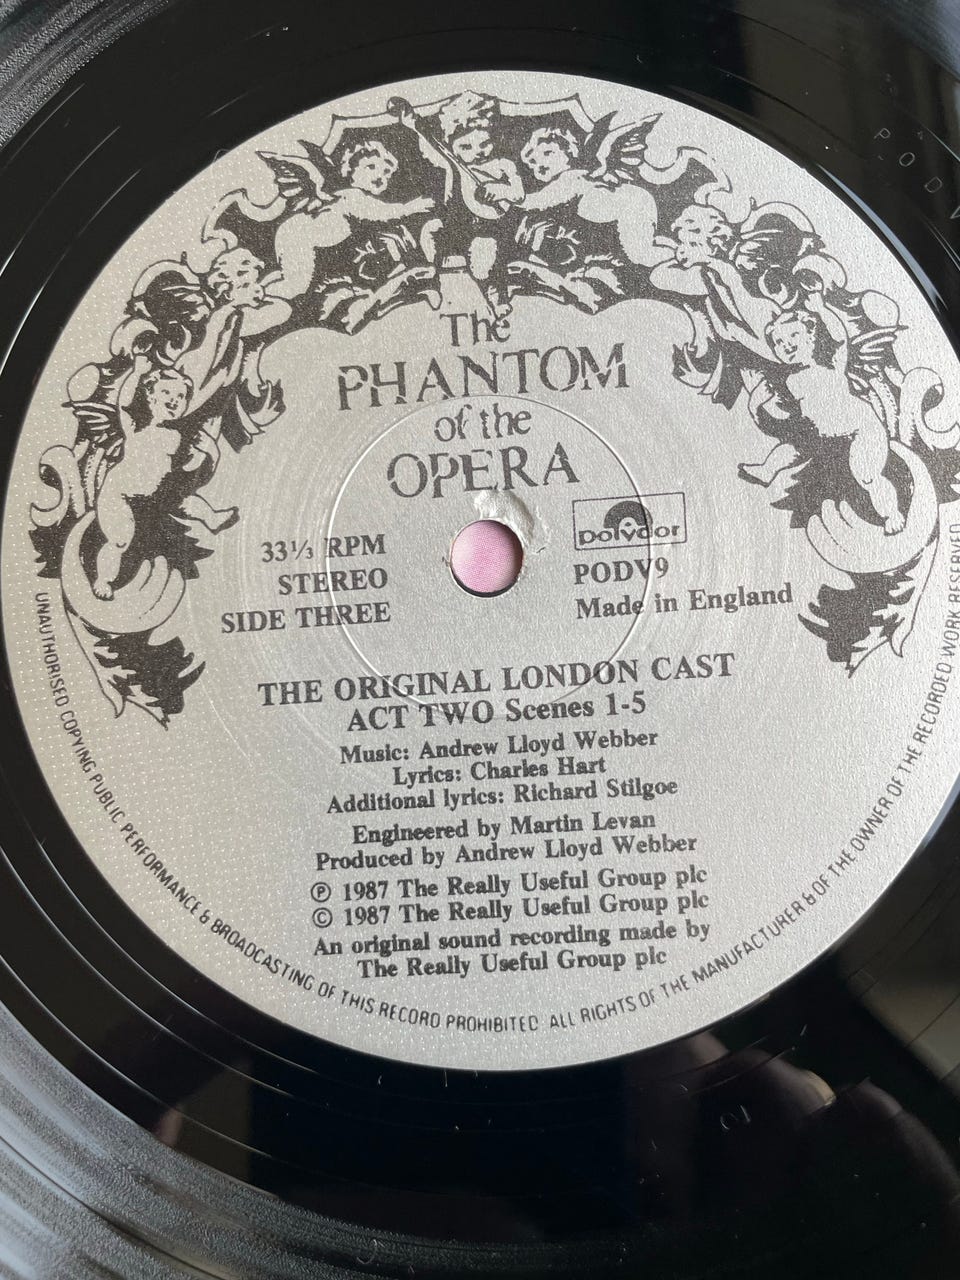 The
PHANTOM
of the
OPERA
33⅓ RPM
STEREO
SIDE THREE
polydor
PODV9
Made in England
THE ORIGINAL LONDON CAST
ACT TWO Scenes 1-5
Music: Andrew Lloyd Webber
Lyrics: Charles Hart
Additional lyrics: Richard Stilgoe
Engineered by Martin Levan
Produced by Andrew Lloyd Webber
℗ 1987 The Really Useful Group plc
© 1987 The Really Useful Group plc
An original sound recording made by
The Really Useful Group plc
UNAUTHORISED COPYING PUBLIC PERFORMANCE & BROADCASTING OF THIS RECORD PROHIBITED ALL RIGHTS OF THE MANUFACTURER & OF THE OWNER OF THE RECORDED WORK RESERVED
POD